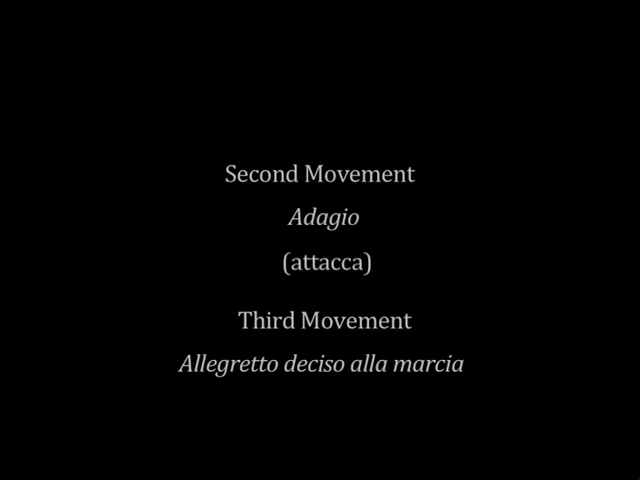 Second Movement
Adagio
(attacca)
Third Movement
Allegretto deciso alla marcia